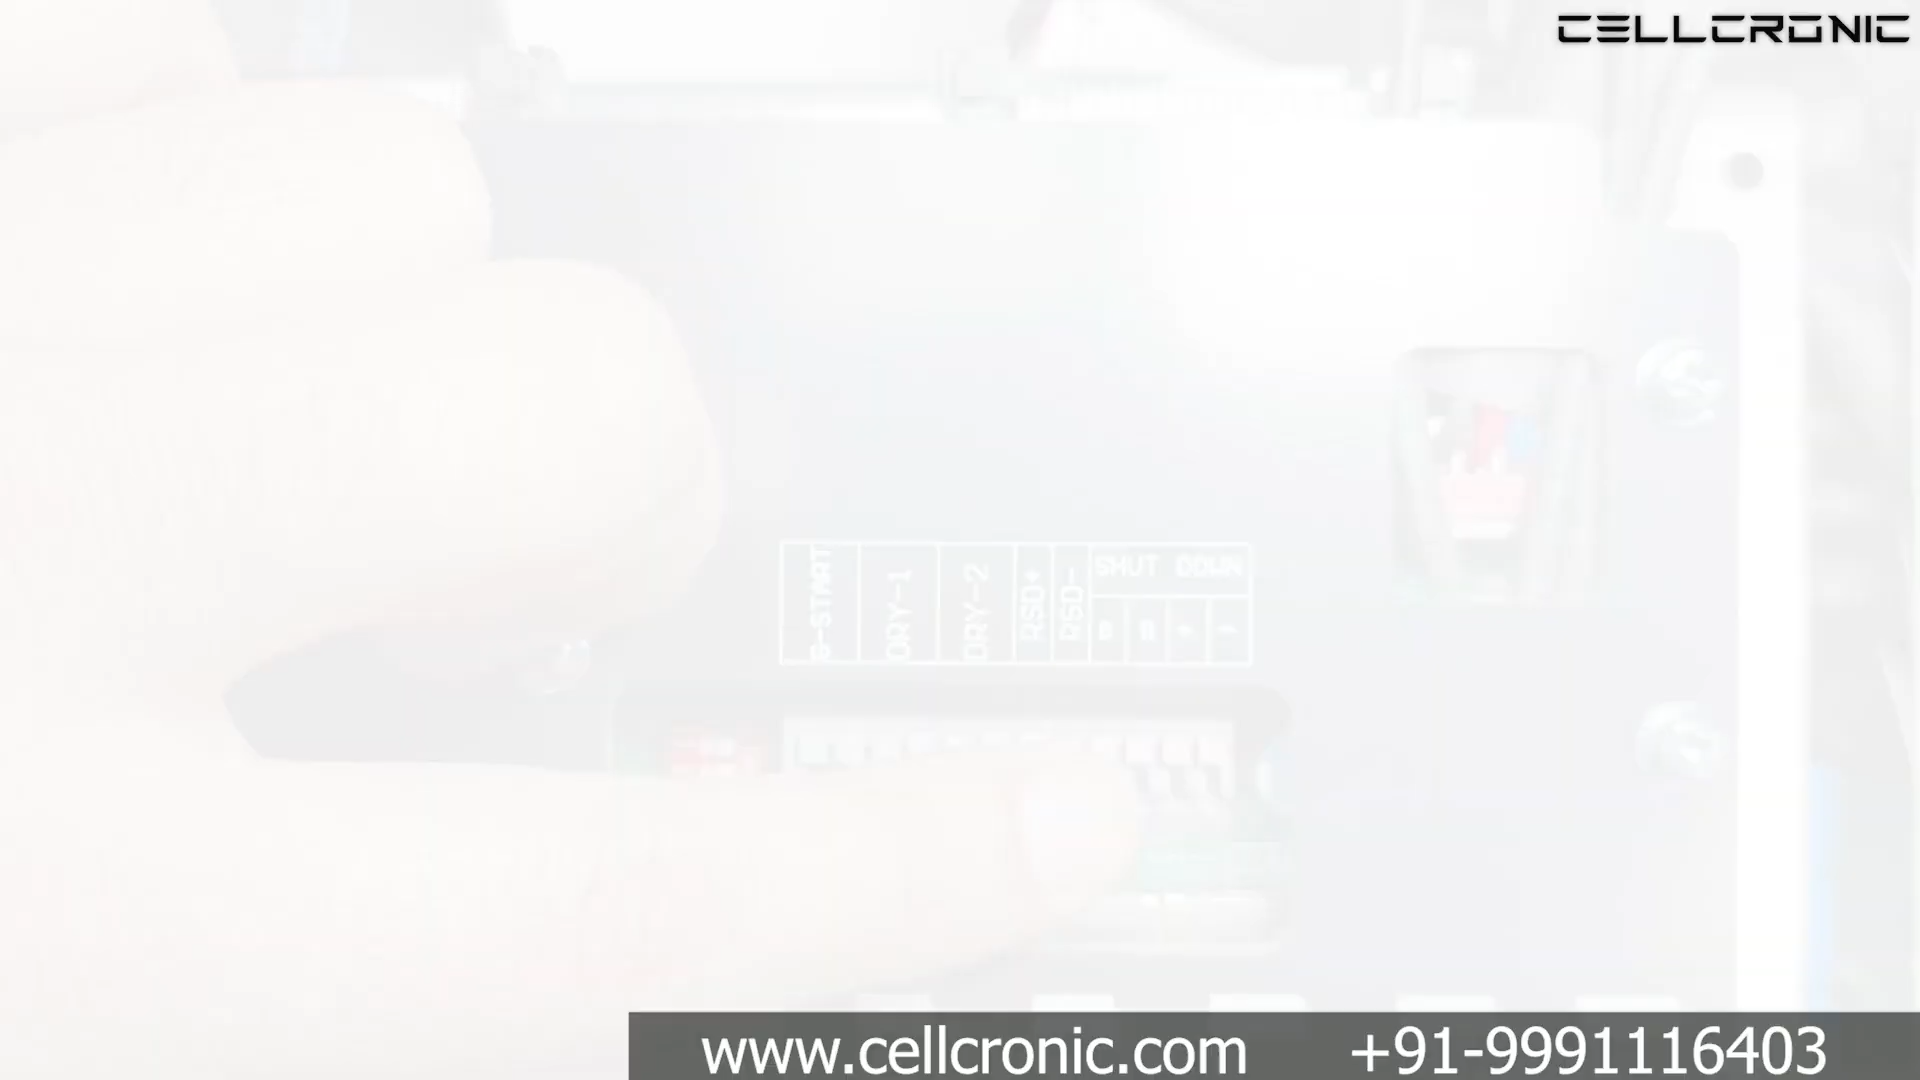 CELLCRONIC
G-START
DRY-1
DRY-2
RSD+
RSD-
SHUT DOWN
www.cellcronic.com +91-9991116403